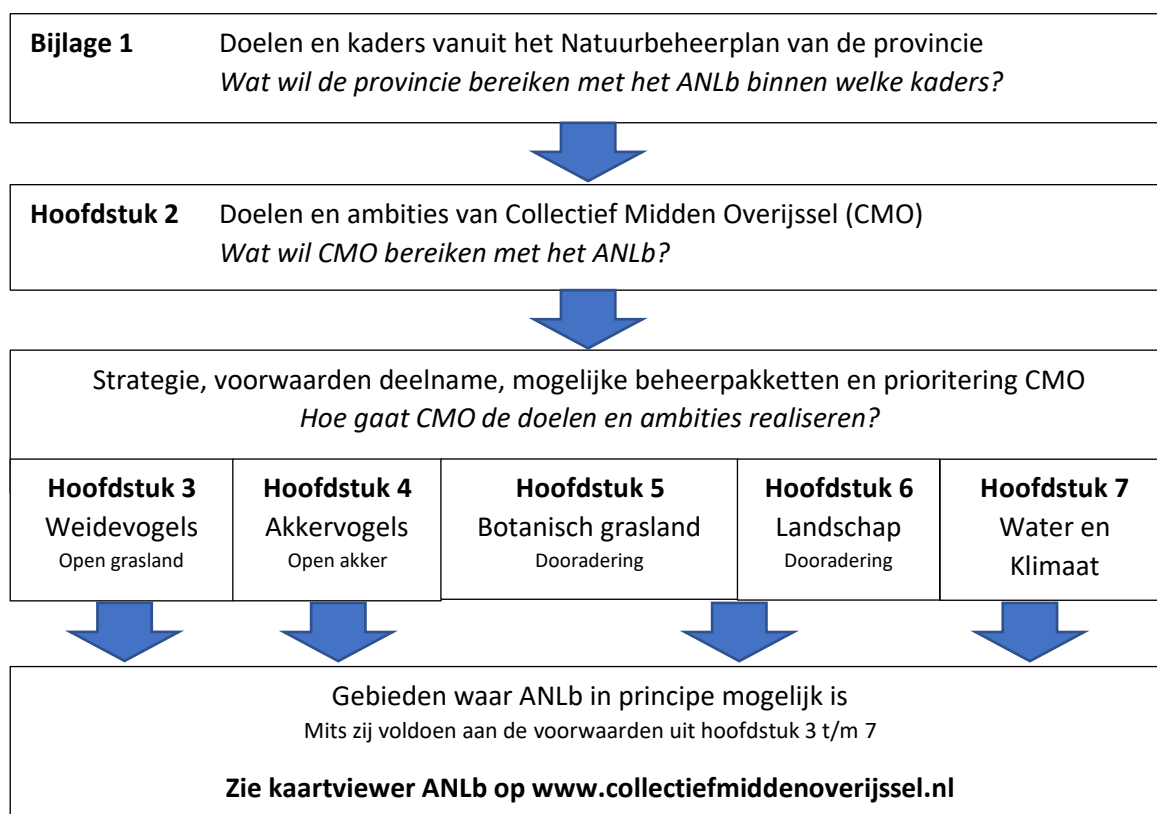 Bijlage 1 Doelen en kaders vanuit het Natuurbeheerplan van de provincie
Wat wil de provincie bereiken met het ANLb binnen welke kaders?
Hoofdstuk 2 Doelen en ambities van Collectief Midden Overijssel (CMO)
Wat wil CMO bereiken met het ANLb?
Strategie, voorwaarden deelname, mogelijke beheerpakketten en prioritering CMO
Hoe gaat CMO de doelen en ambities realiseren?
Hoofdstuk 3
Weidevogels
Open grasland
Hoofdstuk 4
Akkervogels
Open akker
Hoofdstuk 5
Botanisch grasland
Dooradering
Hoofdstuk 6
Landschap
Dooradering
Hoofdstuk 7
Water en
Klimaat
Gebieden waar ANLb in principe mogelijk is
Mits zij voldoen aan de voorwaarden uit hoofdstuk 3 t/m 7
Zie kaartviewer ANLb op www.collectiefmiddenoverijssel.nl